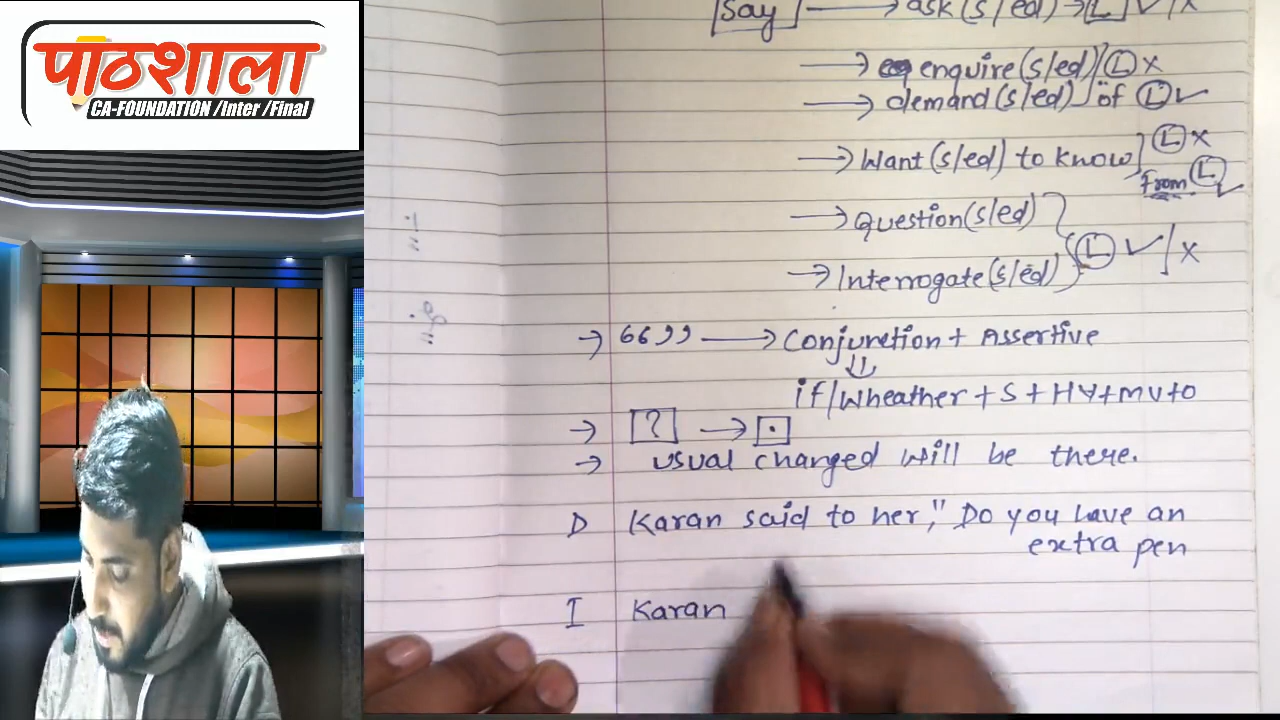 पाठशाला
CA-FOUNDATION /Inter /Final
Say → ask (s/ed) → L ✓/x
→ enquire (s/ed) L x
→ demand (s/ed) of L ✓
→ Want (s/ed) to know L x
From L ✓
→ Question (s/ed)
→ Interrogate (s/ed) L ✓/x
→ 66 99 → Conjunction + Assertive
⇓
if/Wheather + S + HV + MV + O
→ ? → .
→ usual changed will be there.
D Karan said to her," Do you have an
extra pen
I Karan